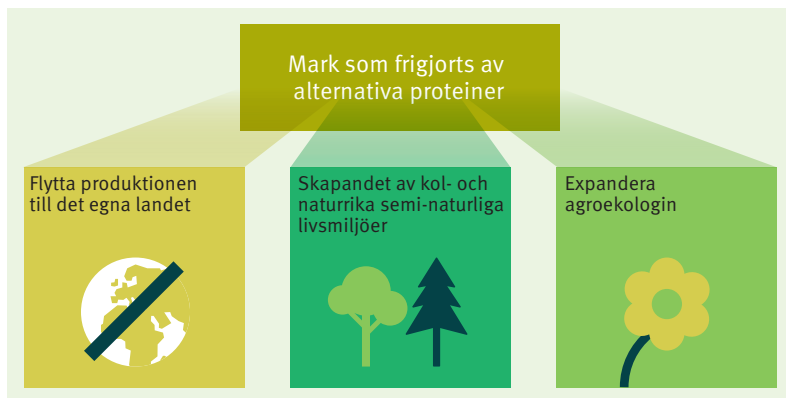 Mark som frigjorts av
alternativa proteiner
Flytta produktionen
till det egna landet
Skapandet av kol- och
naturrika semi-naturliga
livsmiljöer
Expandera
agroekologin